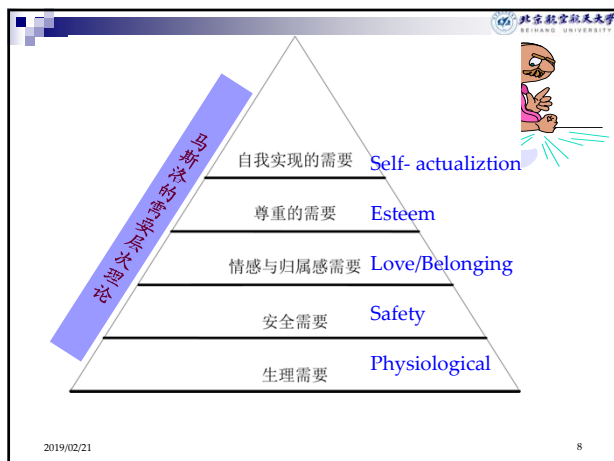 北京航空航天大学
BEIHANG UNIVERSITY
马斯洛的需要层次理论
自我实现的需要 Self- actualiztion
尊重的需要 Esteem
情感与归属感需要 Love/Belonging
安全需要 Safety
生理需要 Physiological
2019/02/21 8